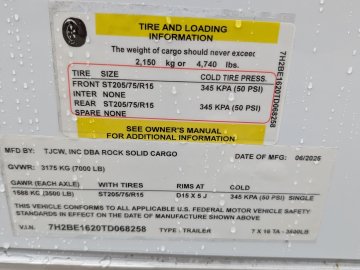 TIRE AND LOADING
INFORMATION
The weight of cargo should never exceed
2,150 kg or 4,740 lbs.
TIRE SIZE COLD TIRE PRESS.
FRONT ST205/75/R15 345 KPA (50 PSI)
INTER NONE
REAR ST205/75/R15 345 KPA (50 PSI)
SPARE NONE
SEE OWNER'S MANUAL
FOR ADDITIONAL INFORMATION
7H2BE1620TD068258
MFD BY: TJCW, INC DBA ROCK SOLID CARGO DATE OF MFG: 06/2025
GVWR: 3175 KG (7000 LB)
GAWR (EACH AXLE) WITH TIRES RIMS AT COLD
1588 KG (3500 LB) ST205/75/R15 D15 X 5 J 345 KPA (50 PSI) SINGLE
THIS VEHICLE CONFORMS TO ALL APPLICABLE U.S. FEDERAL MOTOR VEHICLE SAFETY
STANDARDS IN EFFECT ON THE DATE OF MANUFACTURE SHOWN ABOVE
V.I.N. 7H2BE1620TD068258 TYPE : TRAILER 7 X 16 TA - 3500LB